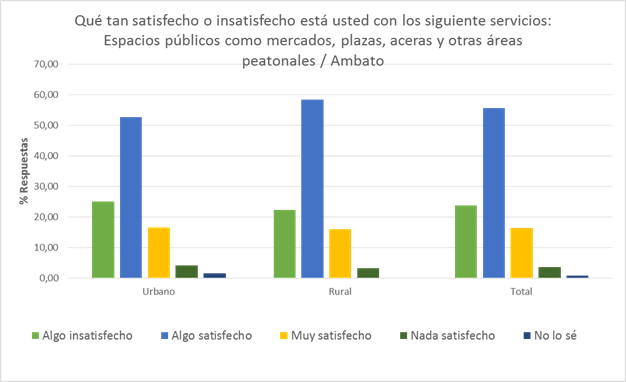 Qué tan satisfecho o insatisfecho está usted con los siguiente servicios:
Espacios públicos como mercados, plazas, aceras y otras áreas
peatonales / Ambato
70,00
60,00
50,00
40,00
30,00
20,00
10,00
0,00
% Respuestas
Urbano Rural Total
Algo insatisfecho Algo satisfecho Muy satisfecho Nada satisfecho No lo sé